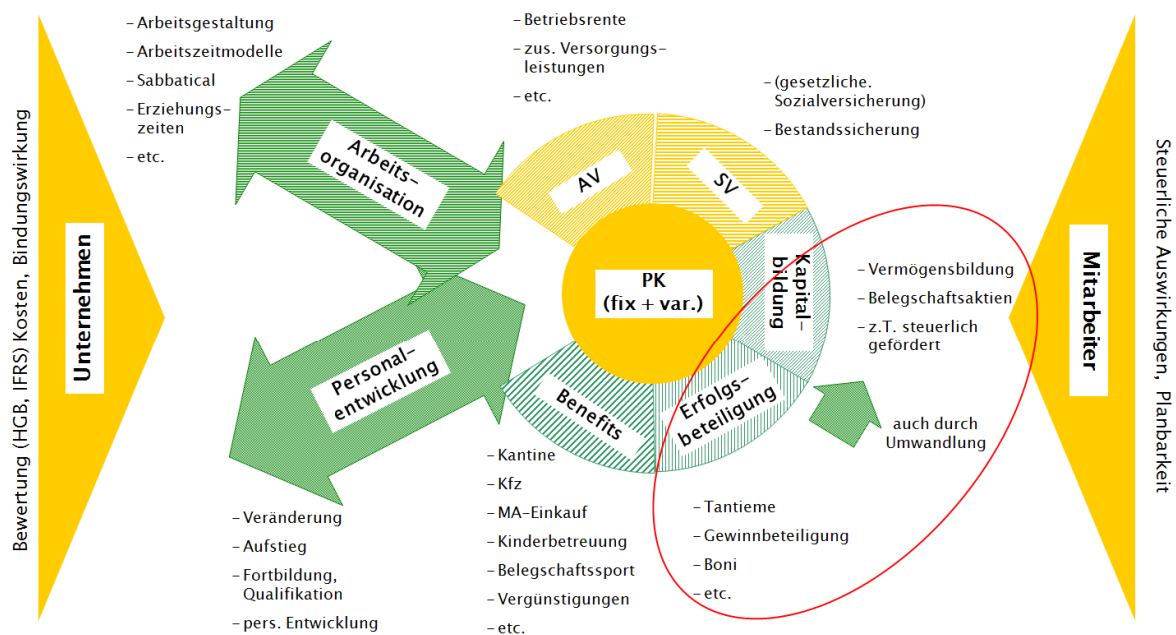 Bewertung (HGB, IFRS) Kosten, Bindungswirkung
Unternehmen
– Arbeitsgestaltung
– Arbeitszeitmodelle
– Sabbatical
– Erziehungs-
zeiten
– etc.
Arbeits-
organisation
Personal-
entwicklung
– Veränderung
– Aufstieg
– Fortbildung,
Qualifikation
– pers. Entwicklung
– Betriebsrente
– zus. Versorgungs-
leistungen
– etc.
– (gesetzliche.
Sozialversicherung)
– Bestandssicherung
AV
SV
PK
(fix + var.)
Kapital-
bildung
Erfolgs-
beteiligung
Benefits
– Vermögensbildung
– Belegschaftsaktien
– z.T. steuerlich
gefördert
auch durch
Umwandlung
– Kantine
– Kfz
– MA-Einkauf
– Kinderbetreuung
– Belegschaftssport
– Vergünstigungen
– etc.
– Tantieme
– Gewinnbeteiligung
– Boni
– etc.
Mitarbeiter
Steuerliche Auswirkungen, Planbarkeit